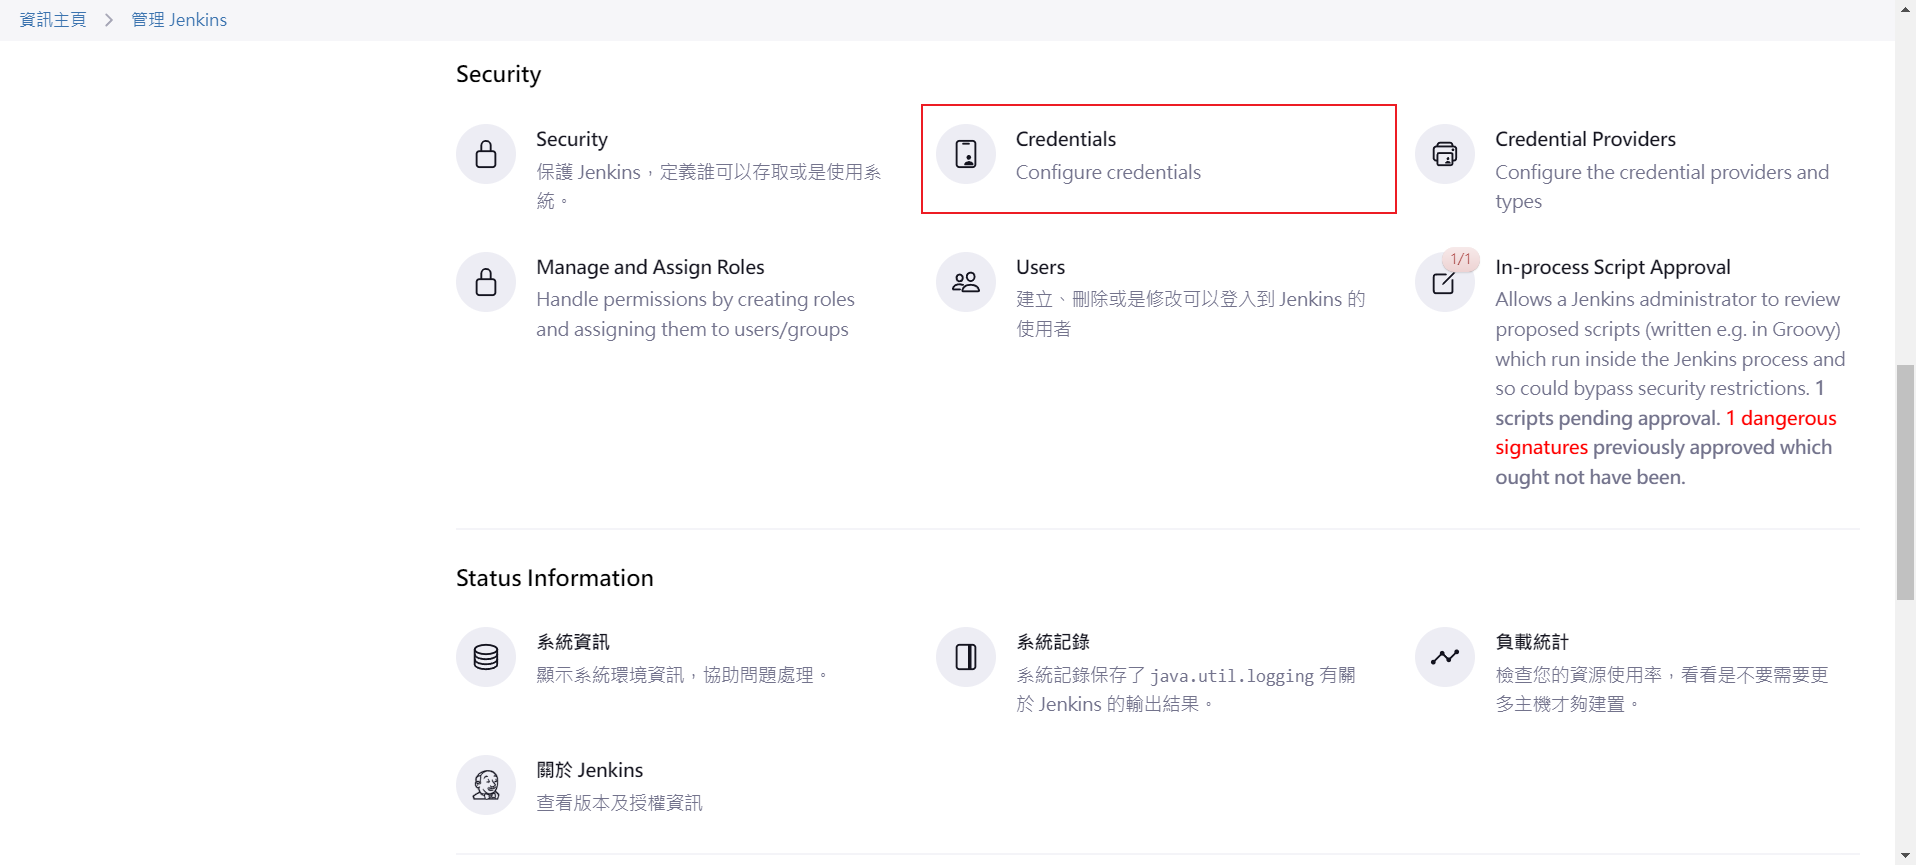 資訊主頁 > 管理 Jenkins
Security
Security
保護 Jenkins，定義誰可以存取或是使用系
統。
Credentials
Configure credentials
Credential Providers
Configure the credential providers and
types
Manage and Assign Roles
Handle permissions by creating roles
and assigning them to users/groups
Users
建立、刪除或是修改可以登入到 Jenkins 的
使用者
1/1
In-process Script Approval
Allows a Jenkins administrator to review
proposed scripts (written e.g. in Groovy)
which run inside the Jenkins process and
so could bypass security restrictions. 1
scripts pending approval. 1 dangerous
signatures previously approved which
ought not have been.
Status Information
系統資訊
顯示系統環境資訊，協助問題處理。
系統記錄
系統記錄保存了 java.util.logging 有關
於 Jenkins 的輸出結果。
負載統計
檢查您的資源使用率，看看是不要需要更
多主機才夠建置。
關於 Jenkins
查看版本及授權資訊